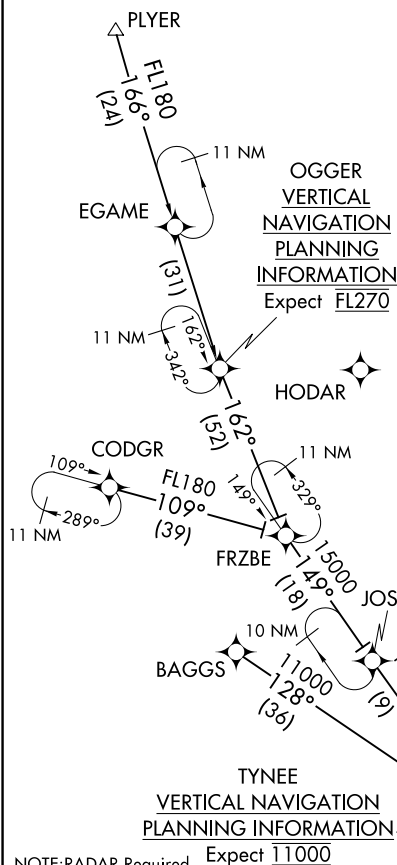 PLYER
FL180
166°
(24)
11 NM
OGGER
VERTICAL
NAVIGATION
PLANNING
INFORMATION
Expect FL270
EGAME
(31)
11 NM
162°
342°
HODAR
162°
(52)
CODGR
109°
289°
11 NM
FL180
109°
(39)
11 NM
149°
329°
FRZBE
15000
149°
(18)
JOS
10 NM
BAGGS
11000
128°
(36)
(9)
TYNEE
VERTICAL NAVIGATION
PLANNING INFORMATION
Expect 11000
NOTE:RADAR Required